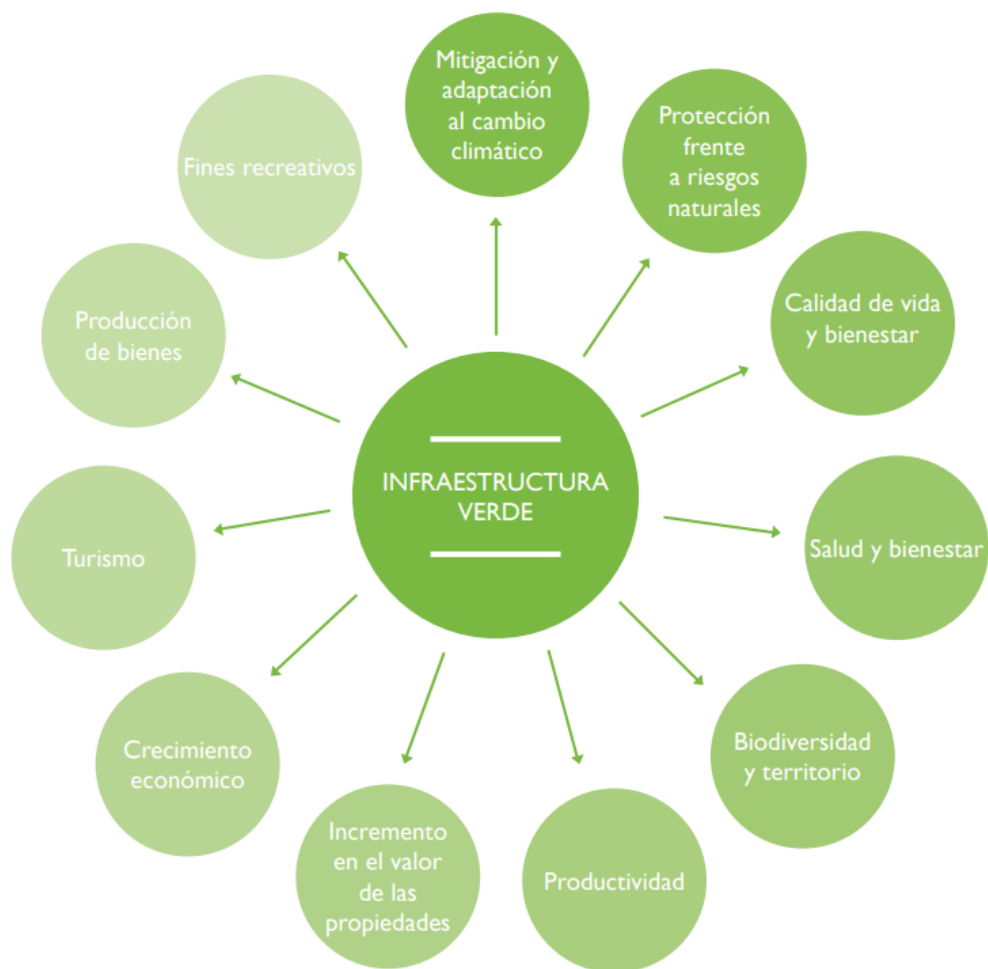 Mitigación y
adaptación
al cambio
climático
Protección
frente
a riesgos
naturales
Calidad de vida
y bienestar
Salud y bienestar
Biodiversidad
y territorio
Productividad
Incremento
en el valor
de las
propiedades
Crecimiento
económico
Turismo
Producción
de bienes
Fines recreativos
INFRAESTRUCTURA
VERDE